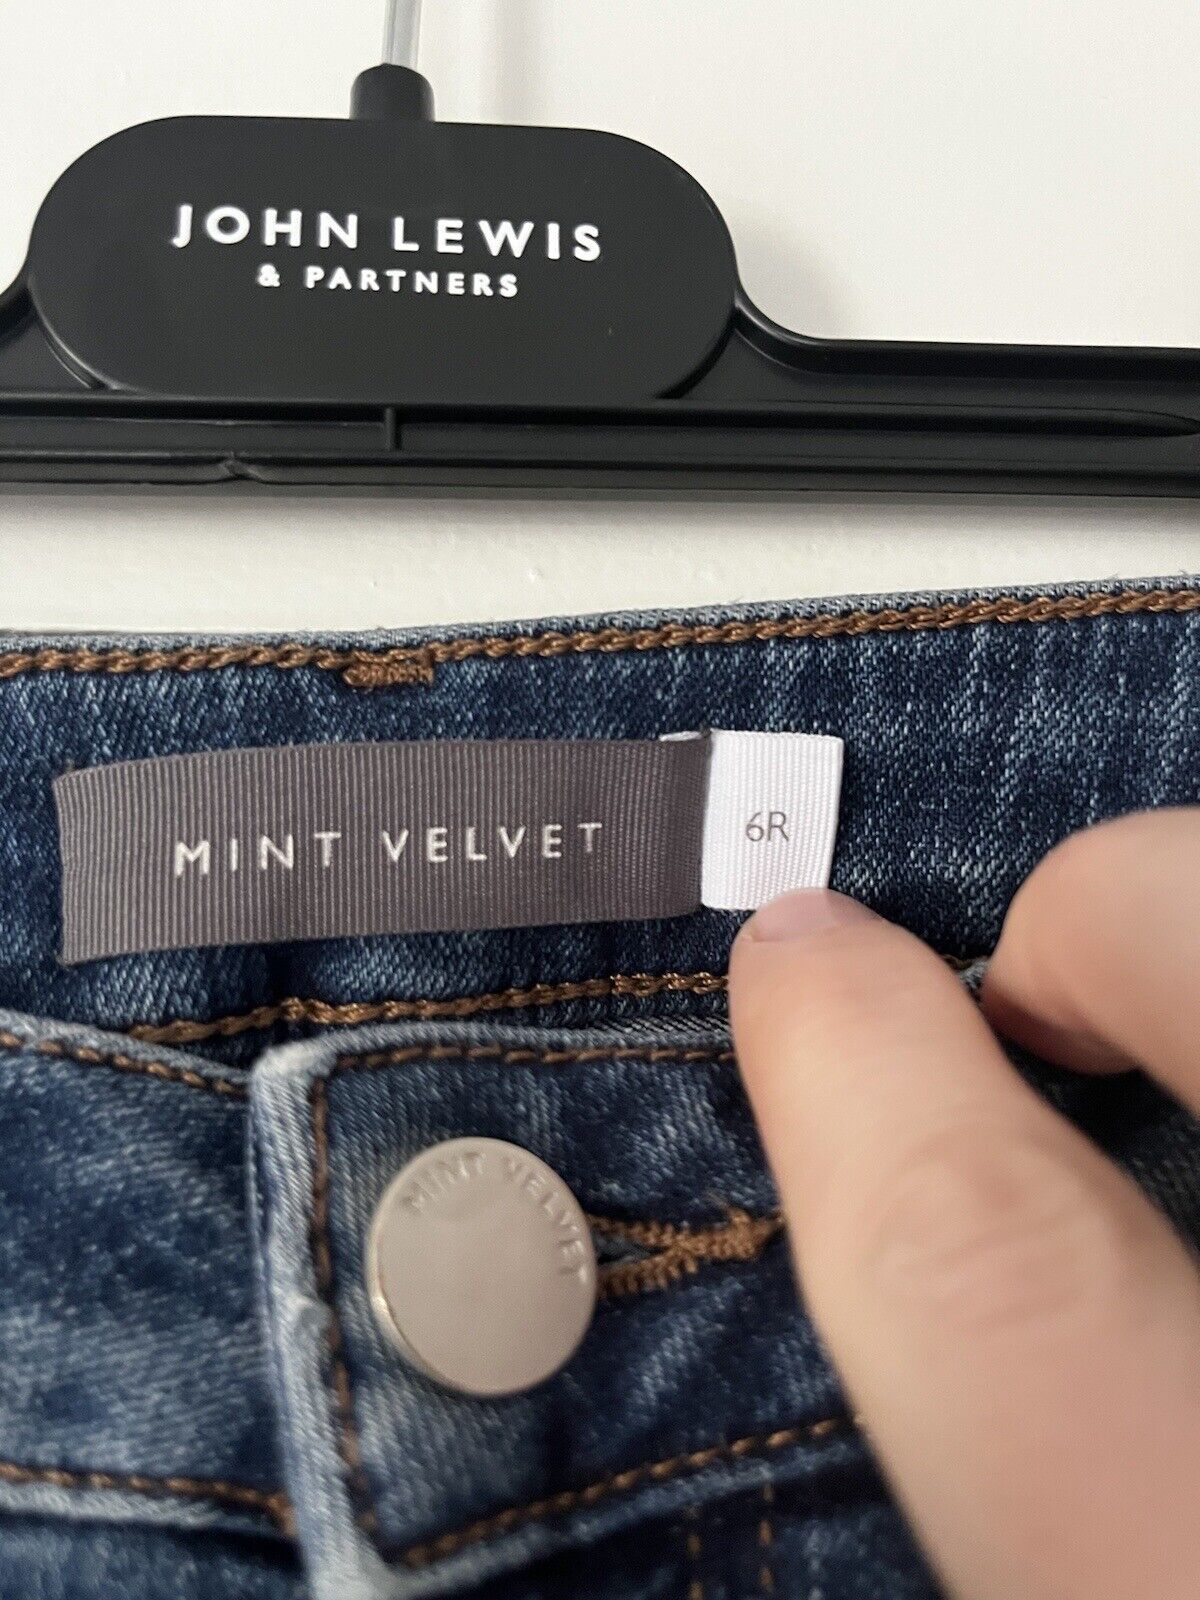 JOHN LEWIS
& PARTNERS
MINT VELVET
6R
MINT VELVET